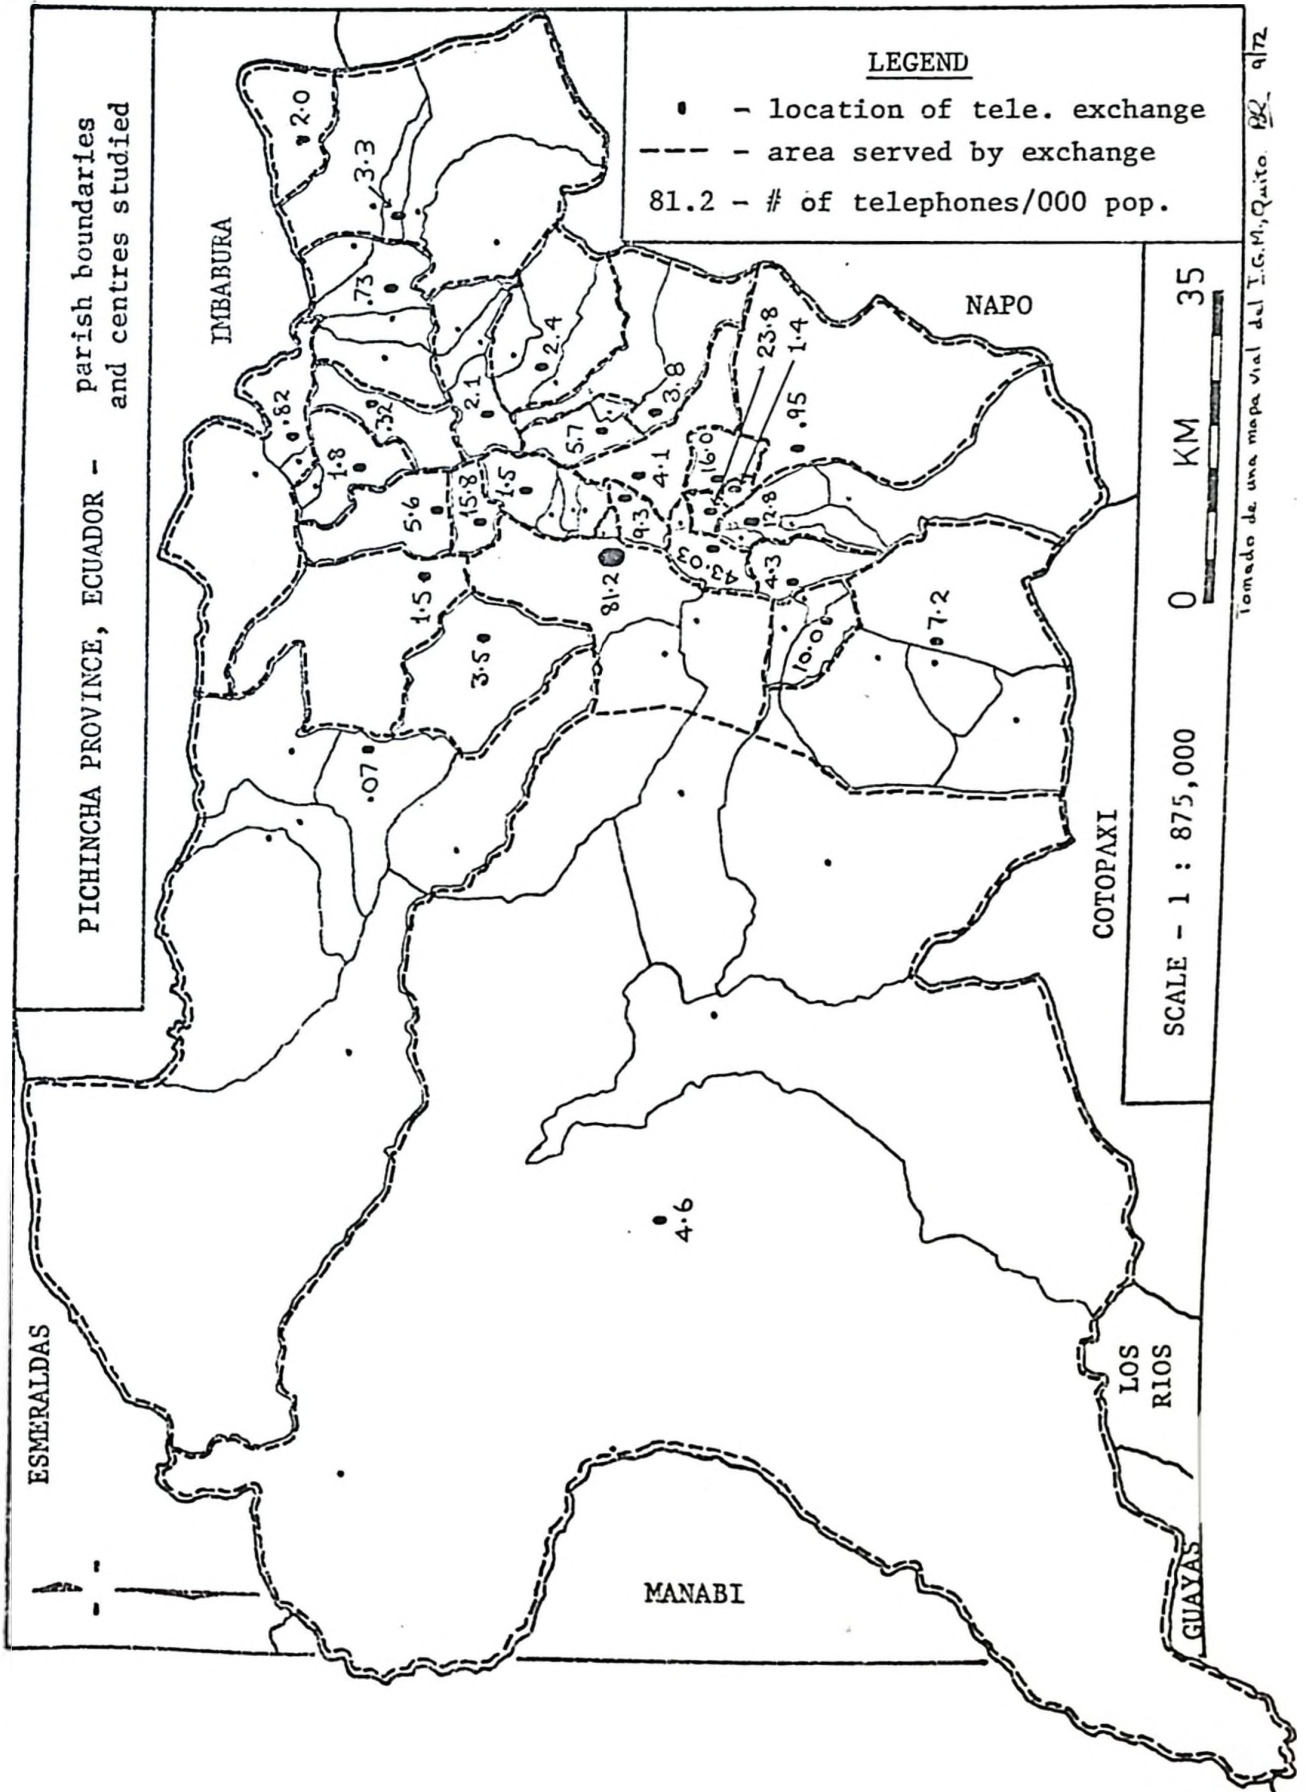 PICHINCHA PROVINCE, ECUADOR - parish boundaries
and centres studied
LEGEND
- location of tele. exchange
- area served by exchange
81.2 - # of telephones/000 pop.
ESMERALDAS
IMBABURA
NAPO
COTOPAXI
LOS
RIOS
GUAYAS
MANABI
2.0
3.3
.73
.82
.32
1.8
2.1
2.4
5.6
15.8
1.5
5.7
3.8
23.8
1.4
.95
16.0
4.1
9.3
12.8
4.3
81.2
1.5
3.5
10.0
7.2
.07
4.6
SCALE - 1 : 875,000
0 KM 35
Tomado de una mapa vial del I.G.M., Quito. 9/72